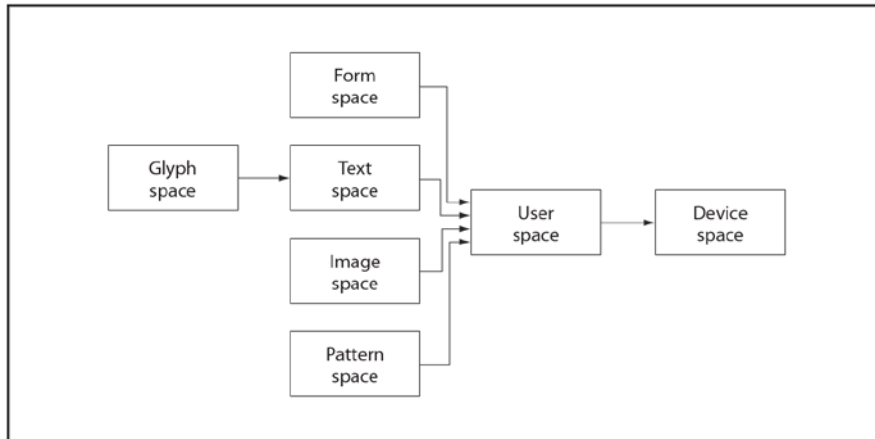 Form
space
Glyph
space
Text
space
User
space
Device
space
Image
space
Pattern
space